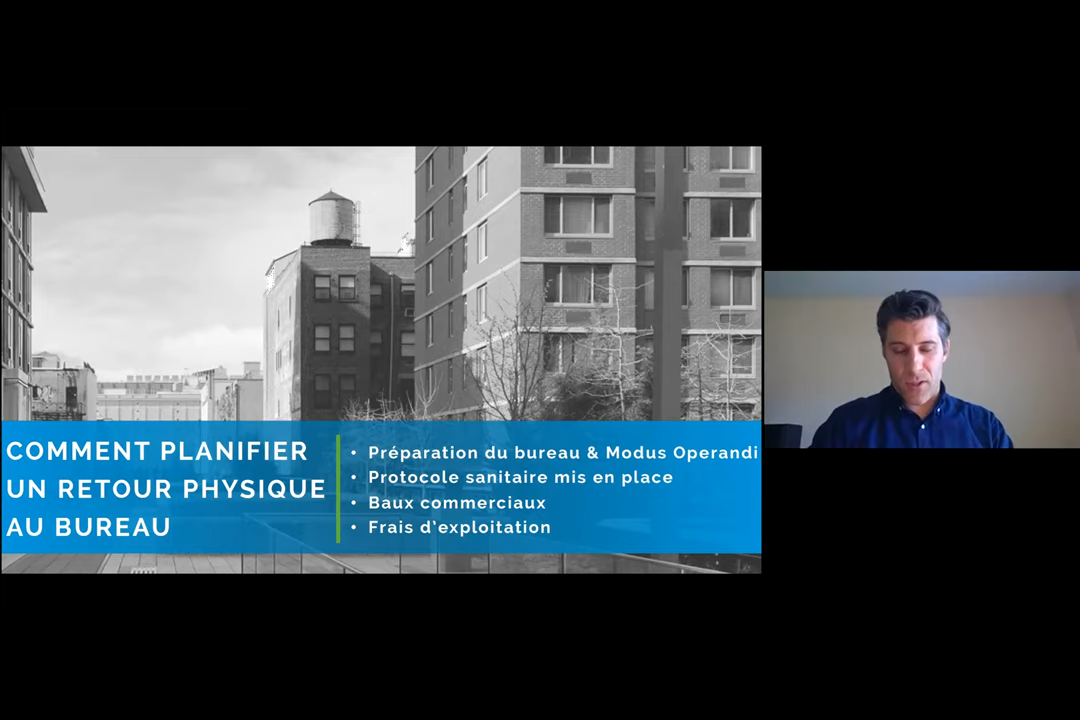 COMMENT PLANIFIER
UN RETOUR PHYSIQUE
AU BUREAU
• Préparation du bureau & Modus Operandi
• Protocole sanitaire mis en place
• Baux commerciaux
• Frais d'exploitation